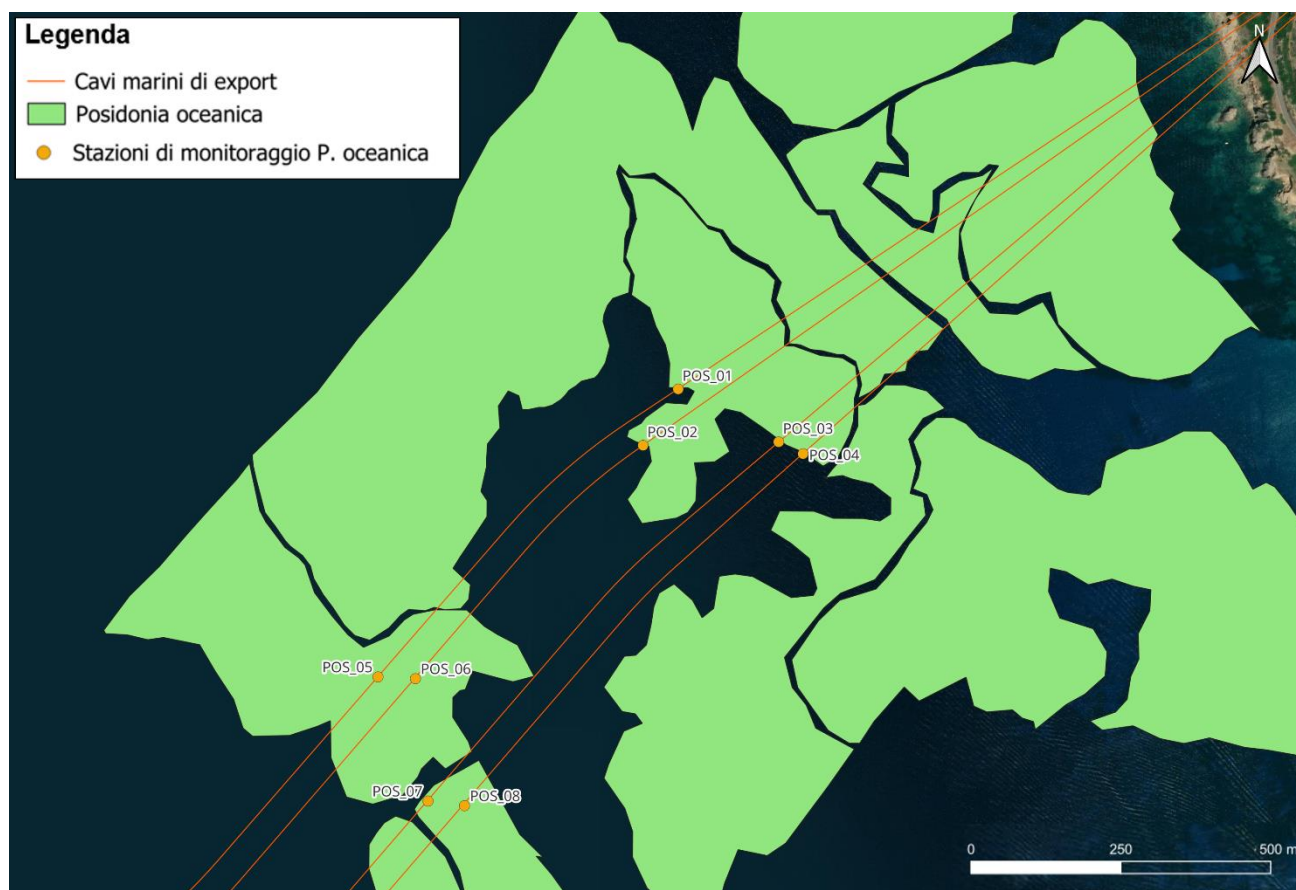 Legenda
Cavi marini di export
Posidonia oceanica
Stazioni di monitoraggio P. oceanica
N
POS_01
POS_02
POS_03
POS_04
POS_05
POS_06
POS_07
POS_08
0 250 500 m